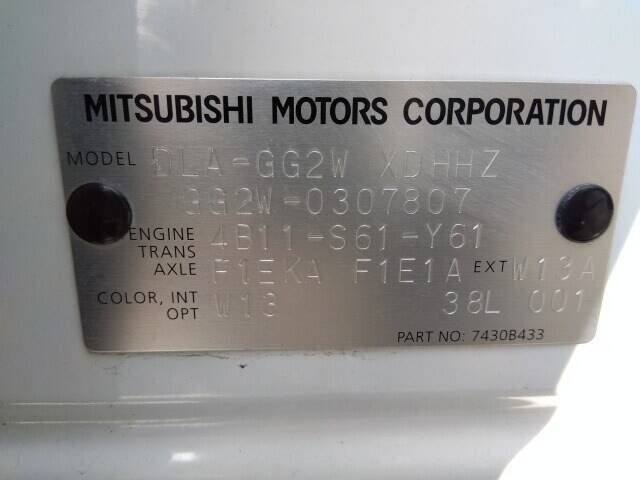 MITSUBISHI MOTORS CORPORATION
MODEL DLA-GG2W XDHHZ
GG2W-0307807
ENGINE 4B11-S61-Y61
TRANS
AXLE F1EKA F1E1A EXT W13A
COLOR, INT W13 38L 001
OPT
PART NO: 7430B433